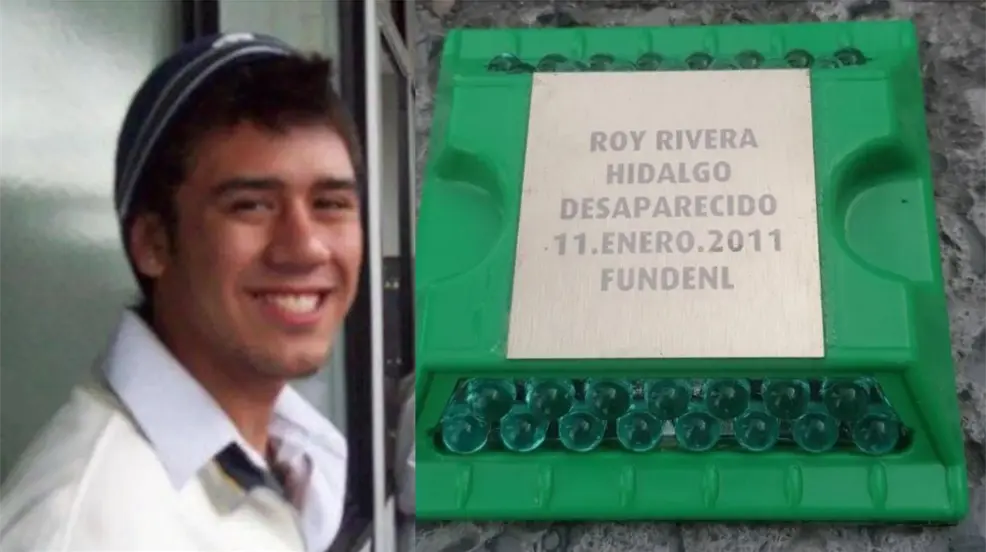 ROY RIVERA
HIDALGO
DESAPARECIDO
11.ENERO.2011
FUNDENL